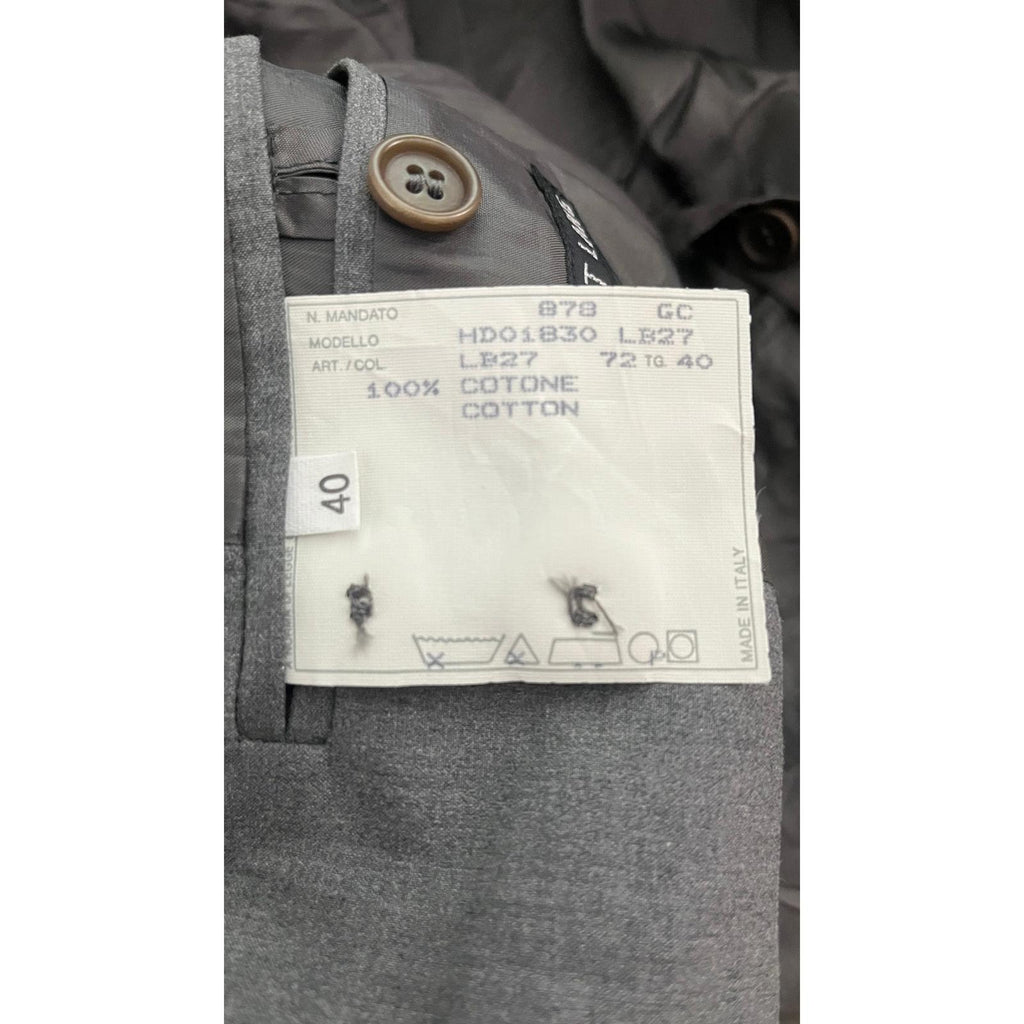 T LANG
N. MANDATO 878 GC
MODELLO HD01830 LB27
ART. / COL. LB27 72 TG. 40
100% COTONE
COTTON
40
MADE IN ITALY
P